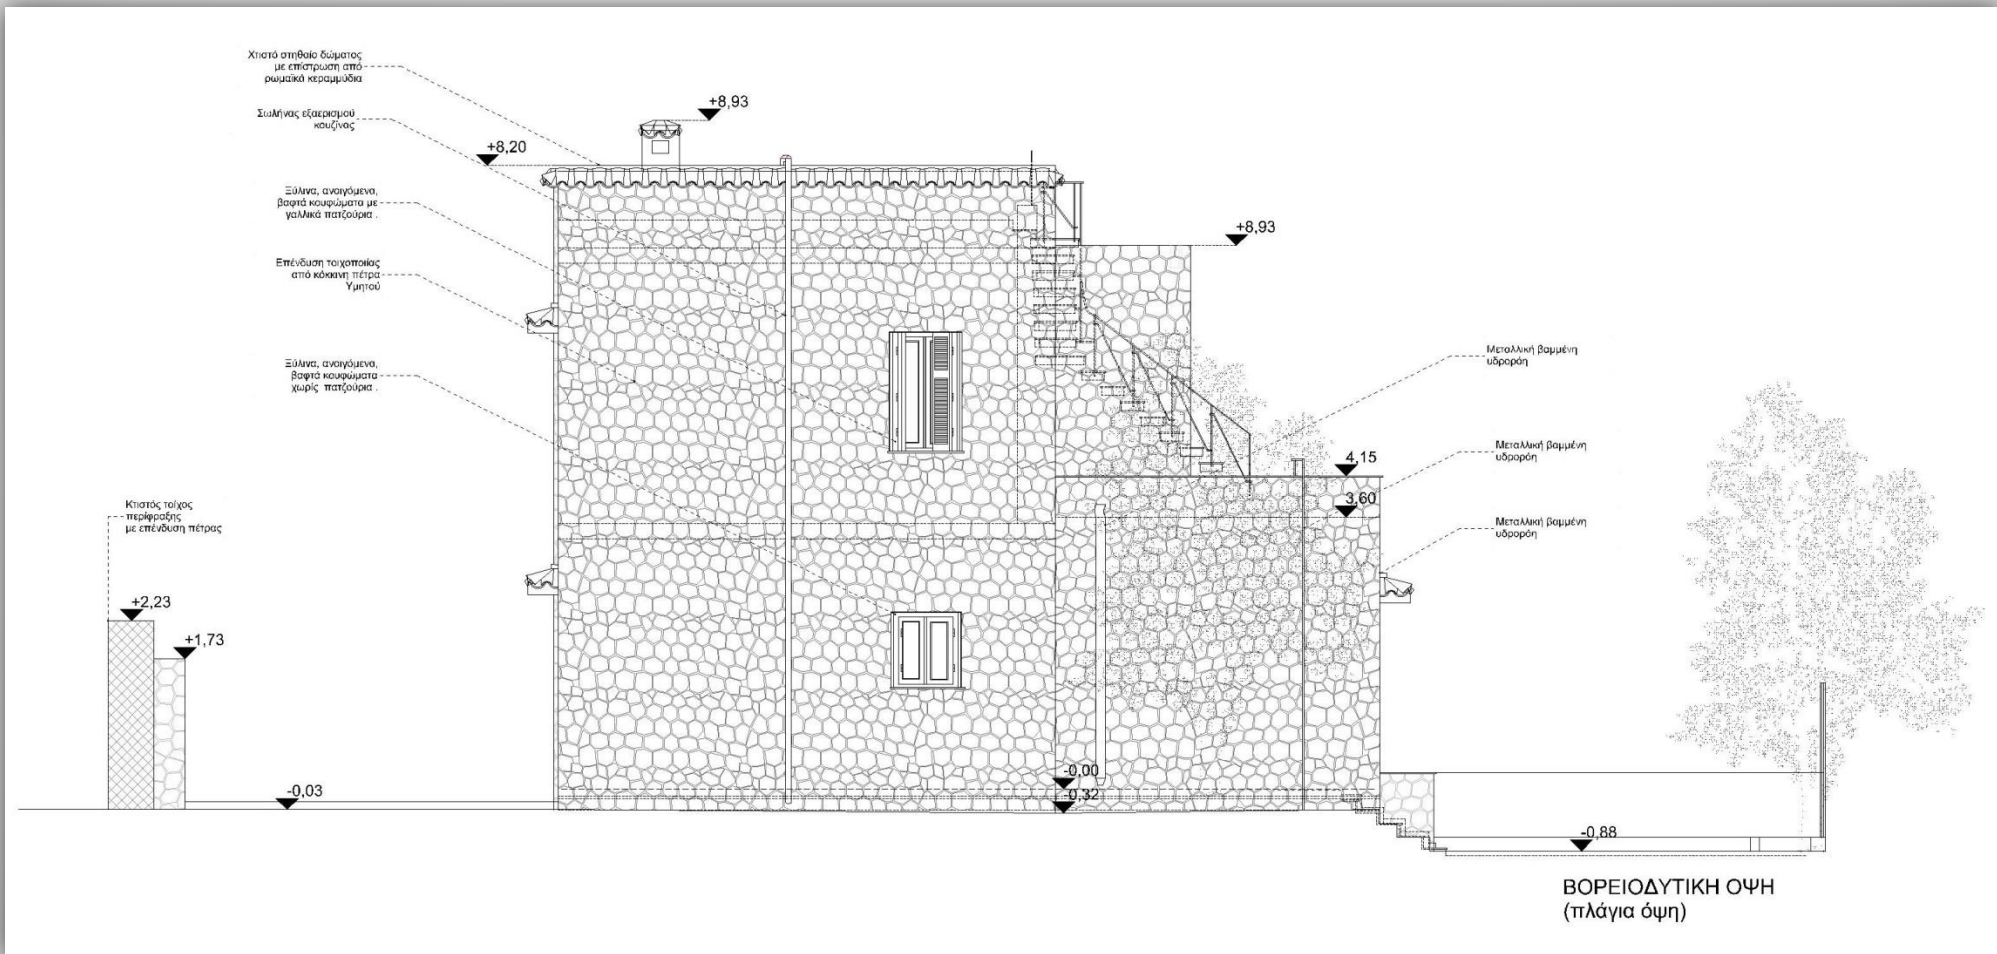 Χτιστό στηθαίο δώματος
με επίστρωση από
ρωμαϊκά κεραμμύδια
Σωλήνας εξαερισμού
κουζίνας
Ξύλινα, ανοιγόμενα,
βαφτά κουφώματα με
γαλλικά πατζούρια .
Επένδυση τοιχοποιίας
από κόκκινη πέτρα
Υμητού
Ξύλινα, ανοιγόμενα,
βαφτά κουφώματα
χωρίς πατζούρια .
Κτιστός τοίχος
περίφραξης
με επένδυση πέτρας
+2,23
+1,73
-0,03
+8,20
+8,93
+8,93
4,15
3,60
-0,00
-0,32
-0,88
Μεταλλική βαμμένη
υδρορόη
Μεταλλική βαμμένη
υδρορόη
Μεταλλική βαμμένη
υδρορόη
ΒΟΡΕΙΟΔΥΤΙΚΗ ΟΨΗ
(πλάγια όψη)